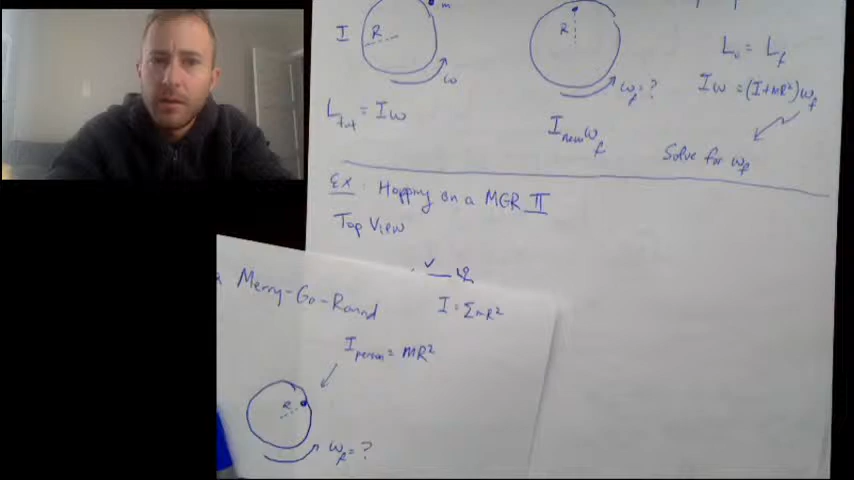 m
I
R
ω
L_tot = Iω
R
ω_f = ?
I_new ω_f
L_i = L_f
Iω = (I+mR²)ω_f
Solve for ω_f
Ex: Hopping on a MGR II
Top View
Merry-Go-Round
I = ΣmR²
I_person = mR²
R
ω_f = ?